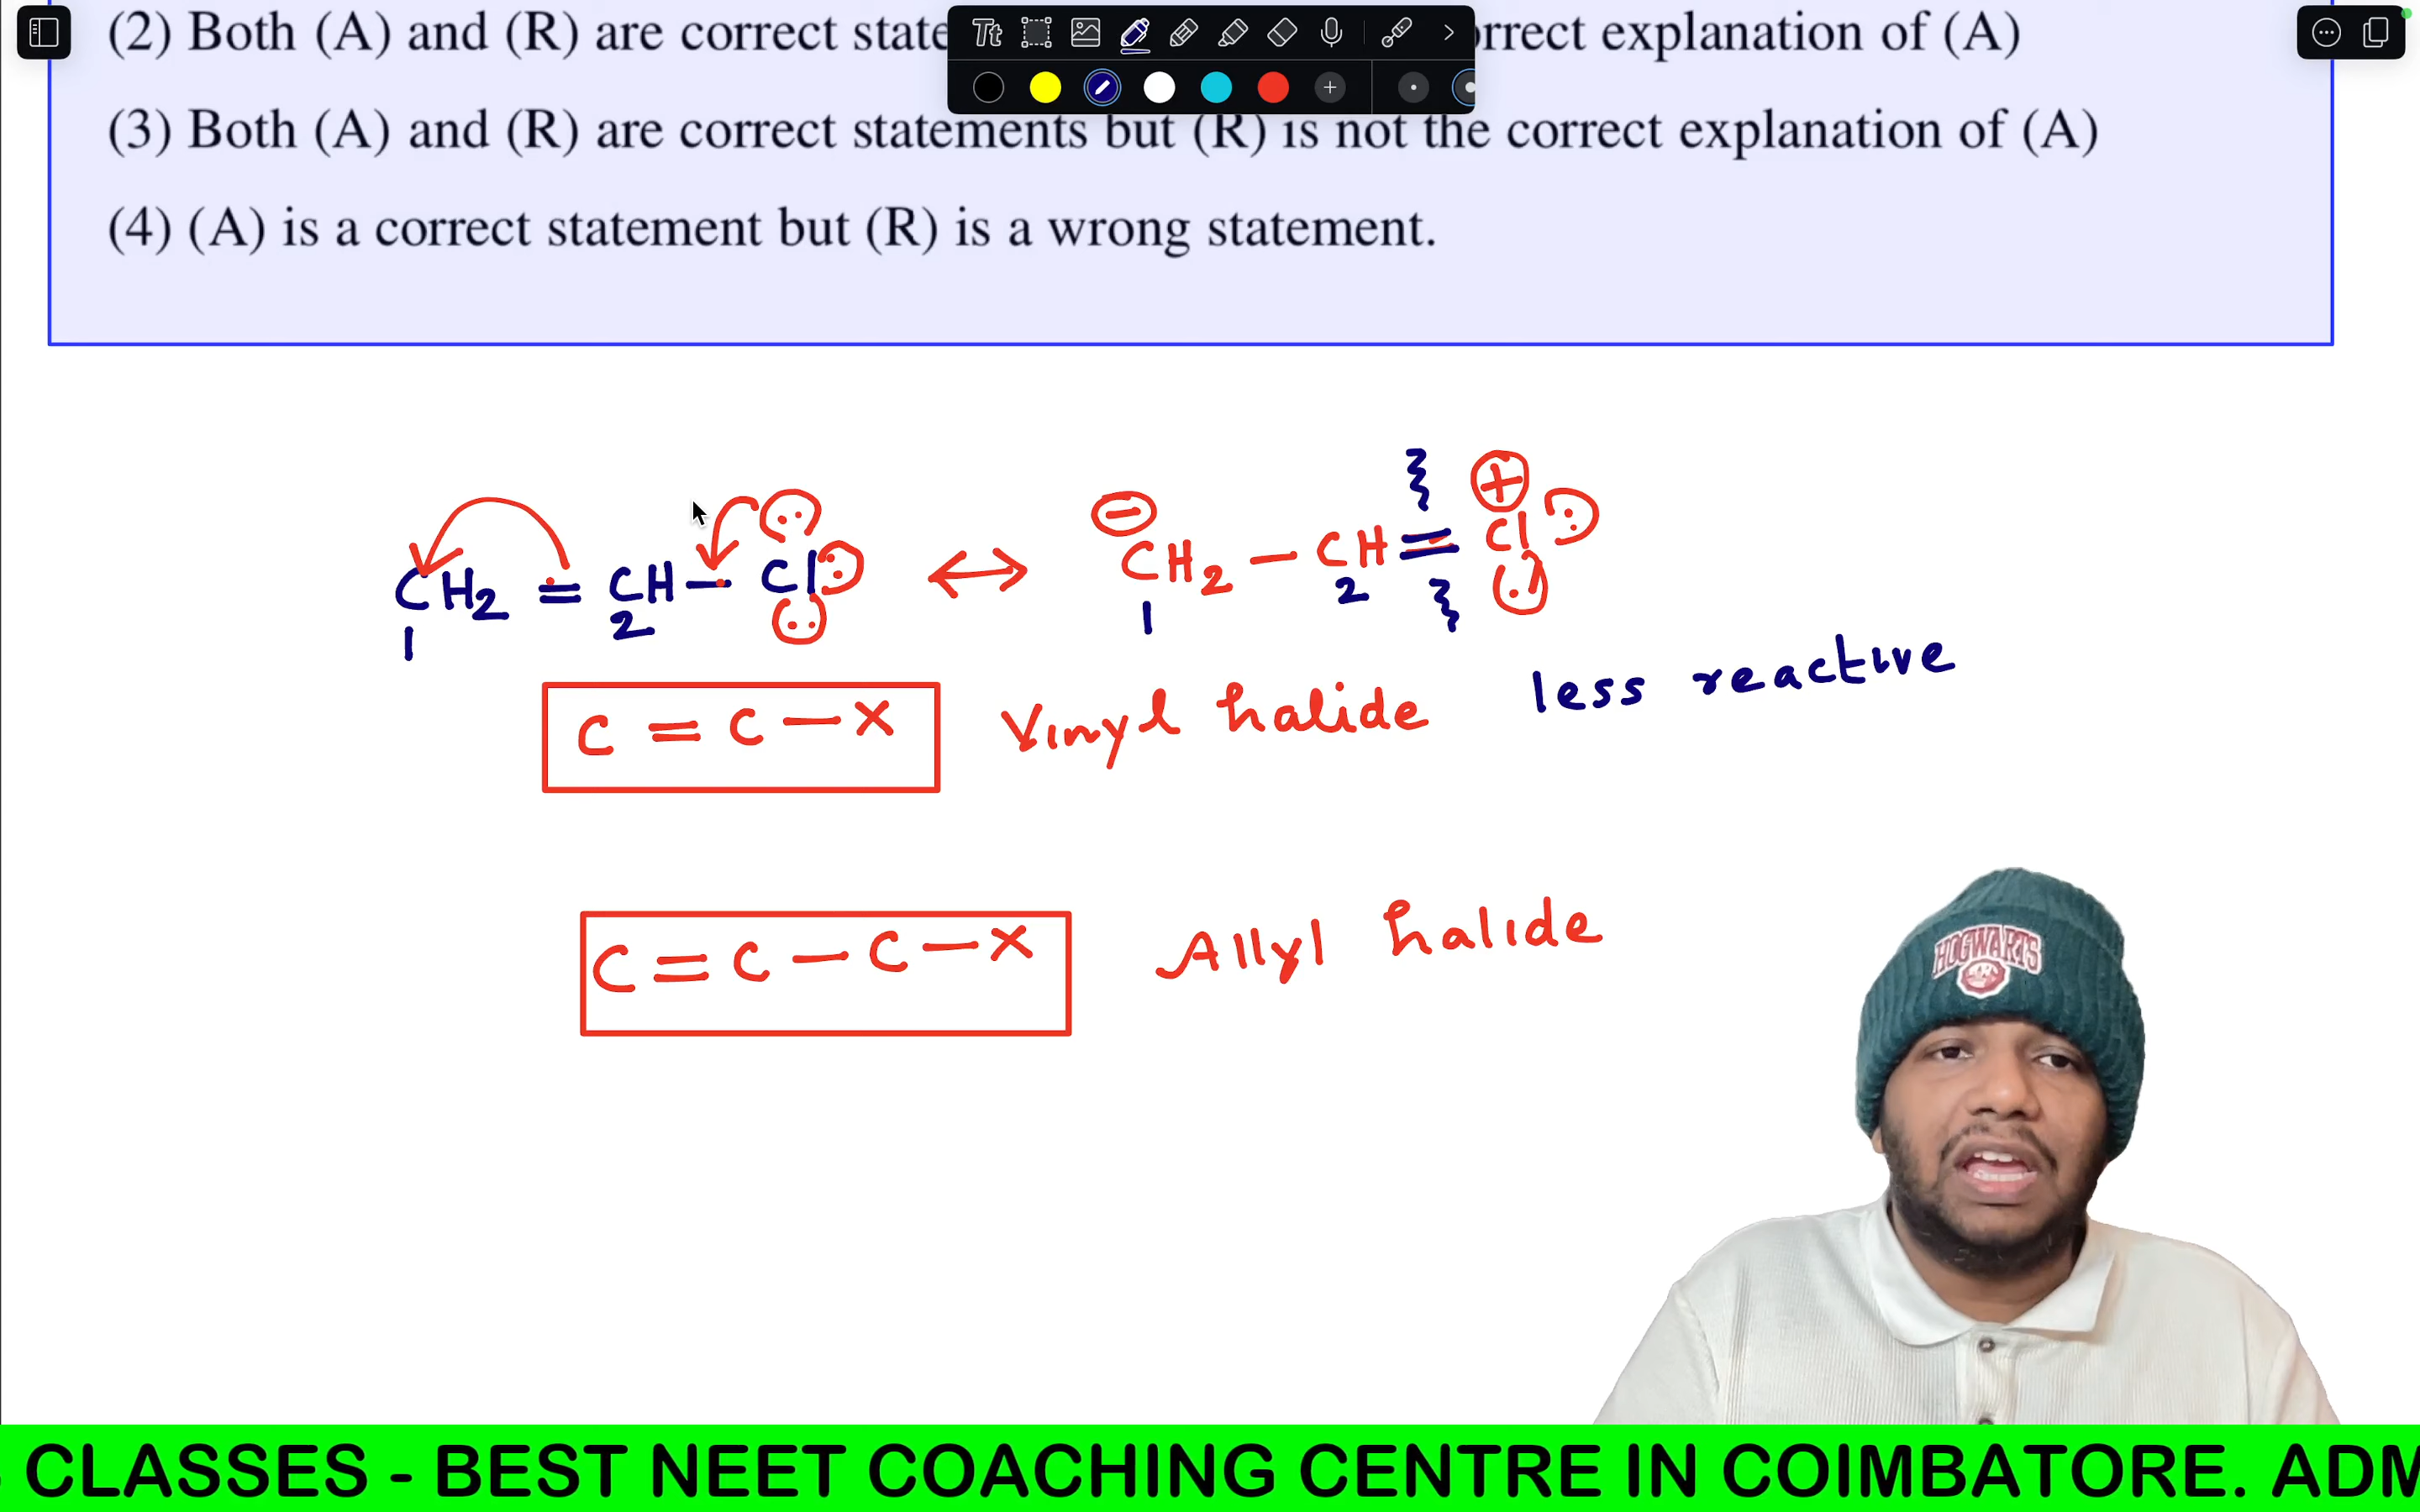 (2) Both (A) and (R) are correct state orrect explanation of (A)
(3) Both (A) and (R) are correct statements but (R) is not the correct explanation of (A)
(4) (A) is a correct statement but (R) is a wrong statement.
Tt
CH2 = CH — Cl ↔ CH2 — CH = Cl
1 2 1 2
⊖ ⊕
C = C — X Vinyl halide less reactive
C = C — C — X Allyl halide
HOGWARTS
CLASSES - BEST NEET COACHING CENTRE IN COIMBATORE. ADM